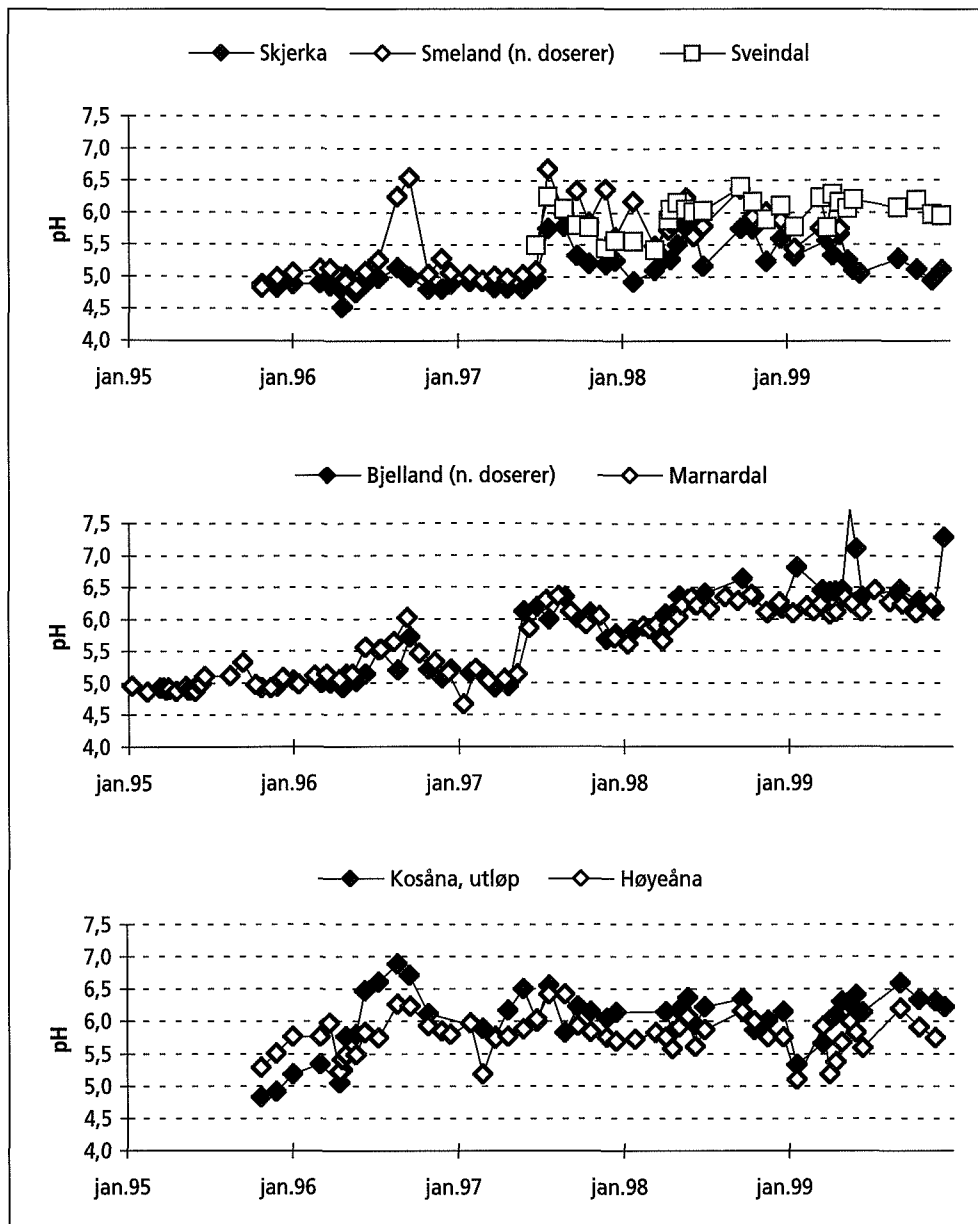 Skjerka Smeland (n. doserer) Sveindal
pH
7,5
7,0
6,5
6,0
5,5
5,0
4,5
4,0
jan.95 jan.96 jan.97 jan.98 jan.99
Bjelland (n. doserer) Marnardal
pH
7,5
7,0
6,5
6,0
5,5
5,0
4,5
4,0
jan.95 jan.96 jan.97 jan.98 jan.99
Kosåna, utløp Høyeåna
pH
7,5
7,0
6,5
6,0
5,5
5,0
4,5
4,0
jan.95 jan.96 jan.97 jan.98 jan.99